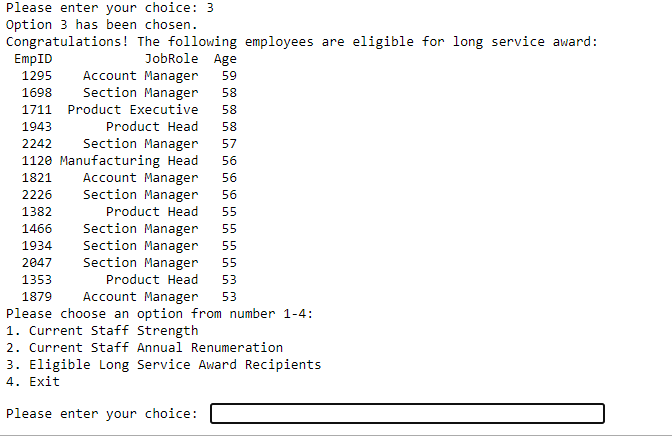 Please enter your choice: 3
Option 3 has been chosen.
Congratulations! The following employees are eligible for long service award:
EmpID JobRole Age
1295 Account Manager 59
1698 Section Manager 58
1711 Product Executive 58
1943 Product Head 58
2242 Section Manager 57
1120 Manufacturing Head 56
1821 Account Manager 56
2226 Section Manager 56
1382 Product Head 55
1466 Section Manager 55
1934 Section Manager 55
2047 Section Manager 55
1353 Product Head 53
1879 Account Manager 53
Please choose an option from number 1-4:
1. Current Staff Strength
2. Current Staff Annual Renumeration
3. Eligible Long Service Award Recipients
4. Exit
Please enter your choice: